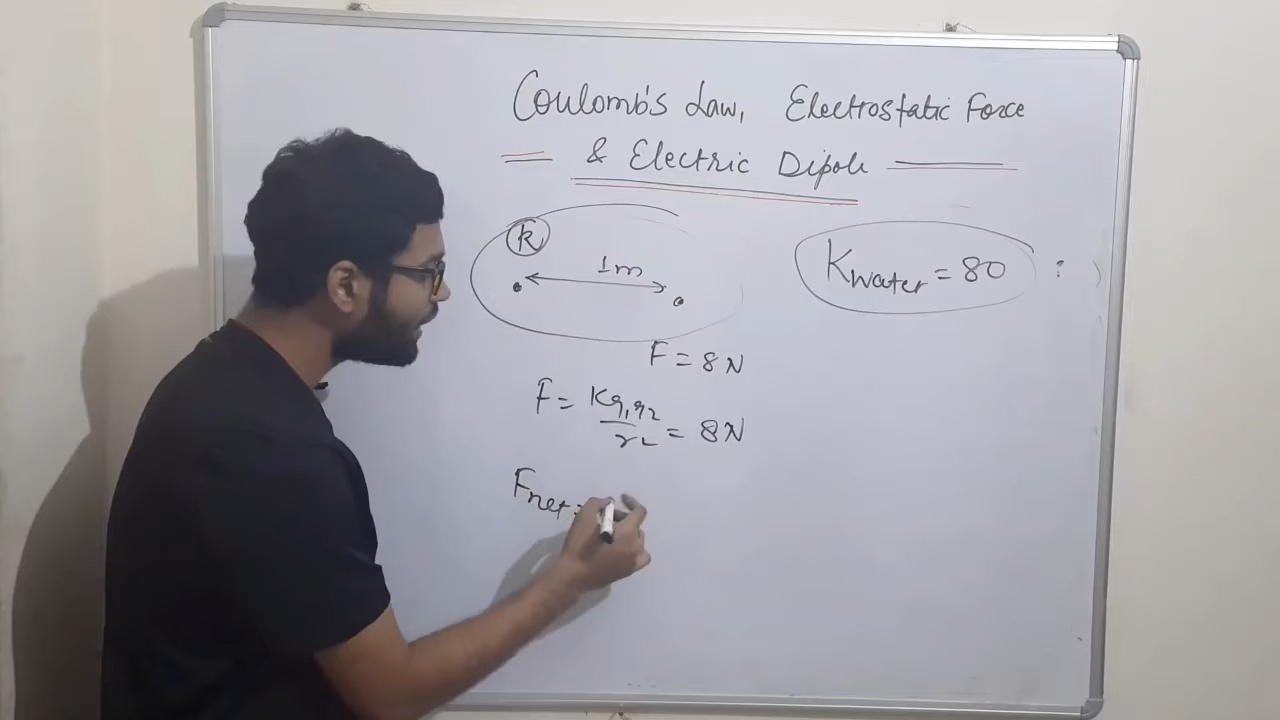 Coulomb's Law, Electrostatic Force
& Electric Dipole
K
1m
Kwater = 80 :
F = 8N
F = Kq1q2/r2 = 8N
Fnet =